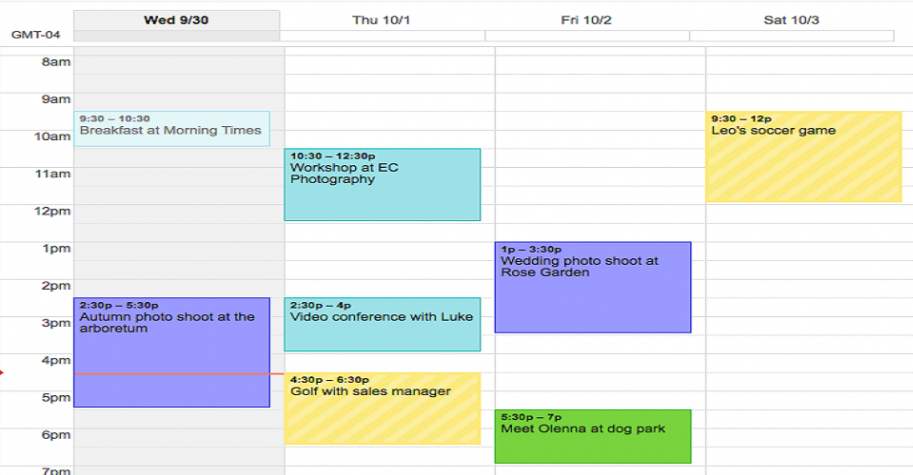 Wed 9/30
Thu 10/1
Fri 10/2
Sat 10/3
GMT-04
8am
9am
10am
11am
12pm
1pm
2pm
3pm
4pm
5pm
6pm
7pm
9:30 – 10:30
Breakfast at Morning Times
2:30p – 5:30p
Autumn photo shoot at the
arboretum
10:30 – 12:30p
Workshop at EC
Photography
2:30p – 4p
Video conference with Luke
4:30p – 6:30p
Golf with sales manager
1p – 3:30p
Wedding photo shoot at
Rose Garden
5:30p – 7p
Meet Olenna at dog park
9:30 – 12p
Leo's soccer game